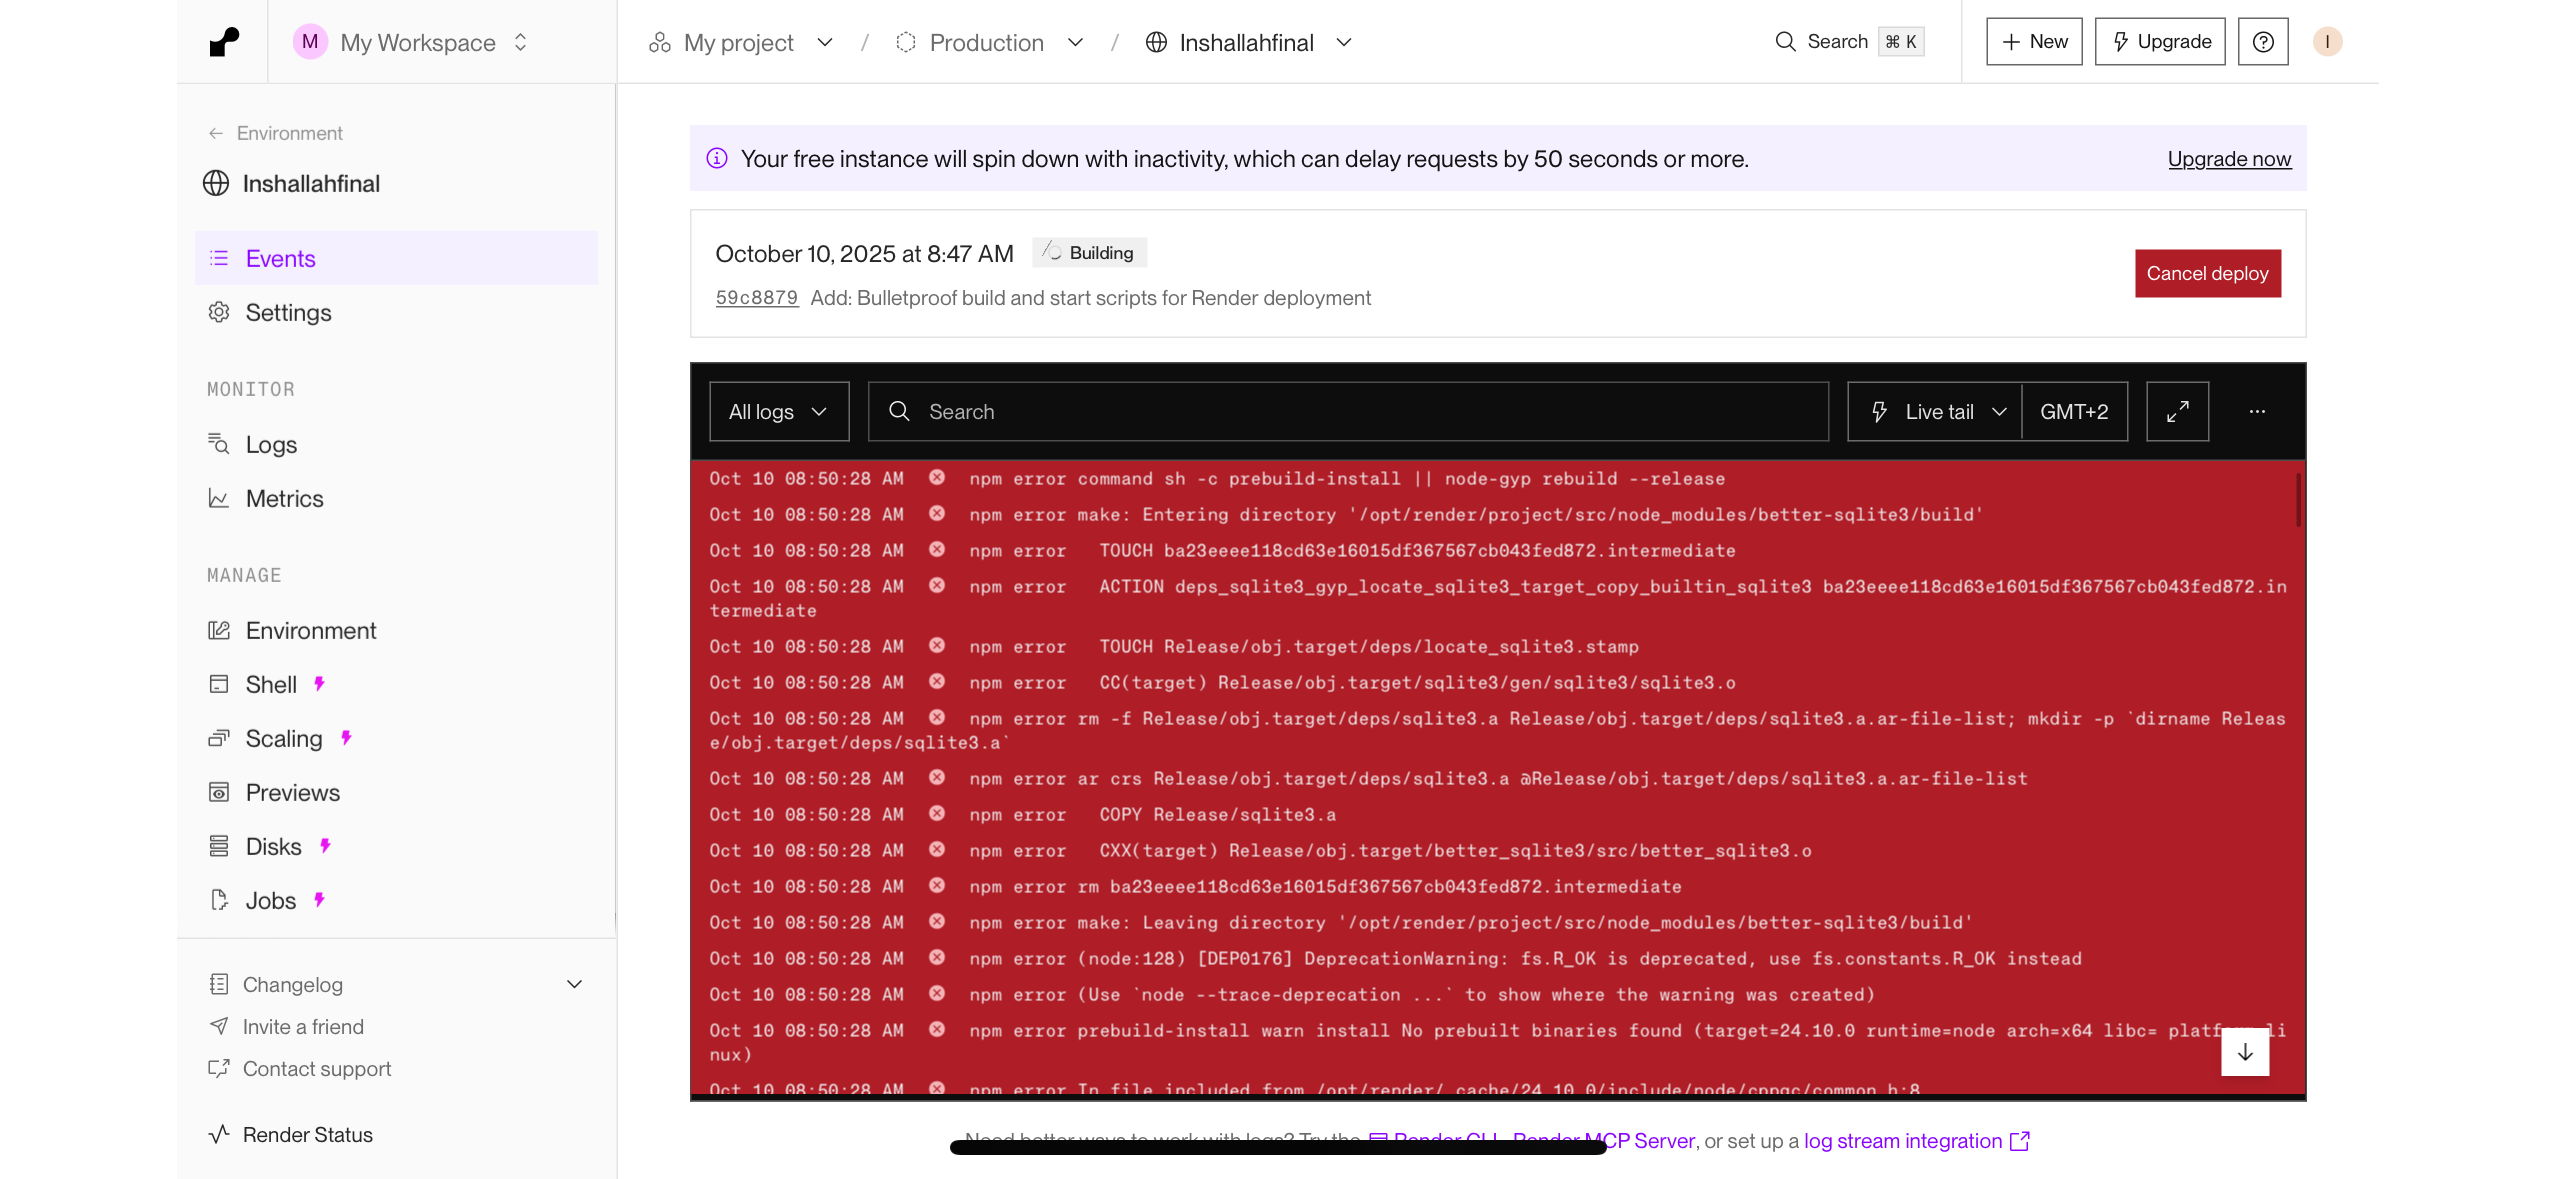 M My Workspace
My project / Production / Inshallahfinal
Search ⌘ K
+ New
Upgrade
I
← Environment
Inshallahfinal
Events
Settings
MONITOR
Logs
Metrics
MANAGE
Environment
Shell
Scaling
Previews
Disks
Jobs
Changelog
Invite a friend
Contact support
Render Status
Your free instance will spin down with inactivity, which can delay requests by 50 seconds or more.
Upgrade now
October 10, 2025 at 8:47 AM Building
59c8879 Add: Bulletproof build and start scripts for Render deployment
Cancel deploy
All logs
Search
Live tail
GMT+2
Oct 10 08:50:28 AM npm error command sh -c prebuild-install || node-gyp rebuild --release
Oct 10 08:50:28 AM npm error make: Entering directory '/opt/render/project/src/node_modules/better-sqlite3/build'
Oct 10 08:50:28 AM npm error TOUCH ba23eeee118cd63e16015df367567cb043fed872.intermediate
Oct 10 08:50:28 AM npm error ACTION deps_sqlite3_gyp_locate_sqlite3_target_copy_builtin_sqlite3 ba23eeee118cd63e16015df367567cb043fed872.in
termediate
Oct 10 08:50:28 AM npm error TOUCH Release/obj.target/deps/locate_sqlite3.stamp
Oct 10 08:50:28 AM npm error CC(target) Release/obj.target/sqlite3/gen/sqlite3/sqlite3.o
Oct 10 08:50:28 AM npm error rm -f Release/obj.target/deps/sqlite3.a Release/obj.target/deps/sqlite3.a.ar-file-list; mkdir -p `dirname Releas
e/obj.target/deps/sqlite3.a`
Oct 10 08:50:28 AM npm error ar crs Release/obj.target/deps/sqlite3.a @Release/obj.target/deps/sqlite3.a.ar-file-list
Oct 10 08:50:28 AM npm error COPY Release/sqlite3.a
Oct 10 08:50:28 AM npm error CXX(target) Release/obj.target/better_sqlite3/src/better_sqlite3.o
Oct 10 08:50:28 AM npm error rm ba23eeee118cd63e16015df367567cb043fed872.intermediate
Oct 10 08:50:28 AM npm error make: Leaving directory '/opt/render/project/src/node_modules/better-sqlite3/build'
Oct 10 08:50:28 AM npm error (node:128) [DEP0176] DeprecationWarning: fs.R_OK is deprecated, use fs.constants.R_OK instead
Oct 10 08:50:28 AM npm error (Use `node --trace-deprecation ...` to show where the warning was created)
Oct 10 08:50:28 AM npm error prebuild-install warn install No prebuilt binaries found (target=24.10.0 runtime=node arch=x64 libc= platform=li
nux)
Oct 10 08:50:28 AM npm error In file included from /opt/render/.cache/24.10.0/include/node/cppgc/common.h:8
Need better ways to work with logs? Try the Render CLI, Render MCP Server, or set up a log stream integration